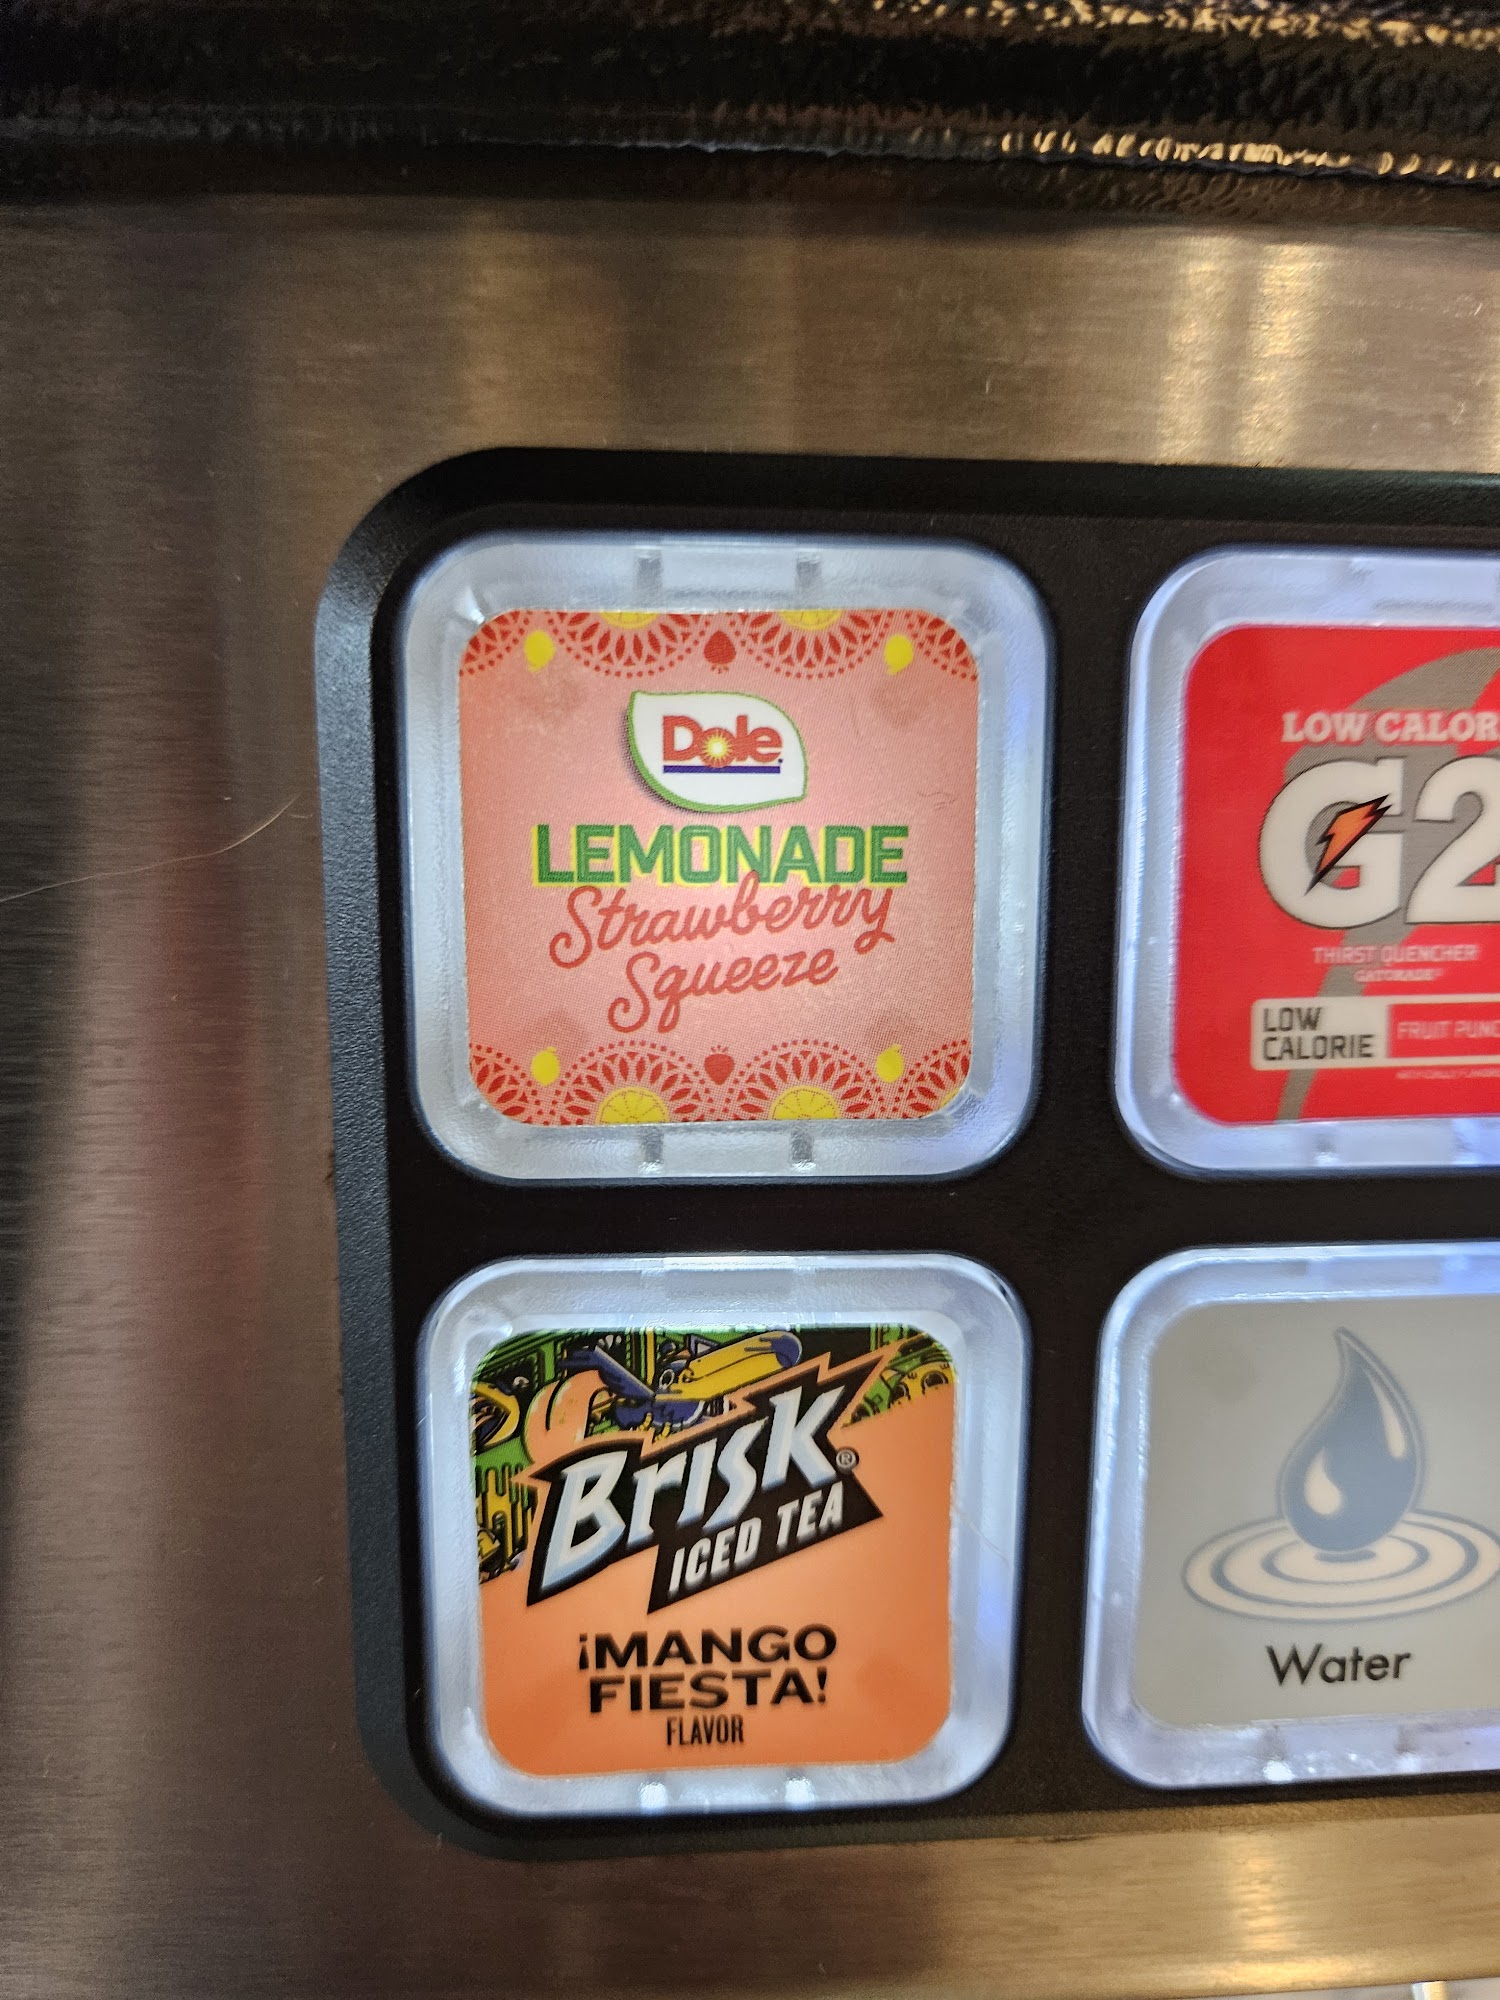 Dole
LEMONADE
Strawberry
Squeeze
LOW CALOR
G2
THIRST QUENCHER
GATORADE
LOW
CALORIE
FRUIT PUNC
Brisk®
ICED TEA
¡MANGO
FIESTA!
FLAVOR
Water